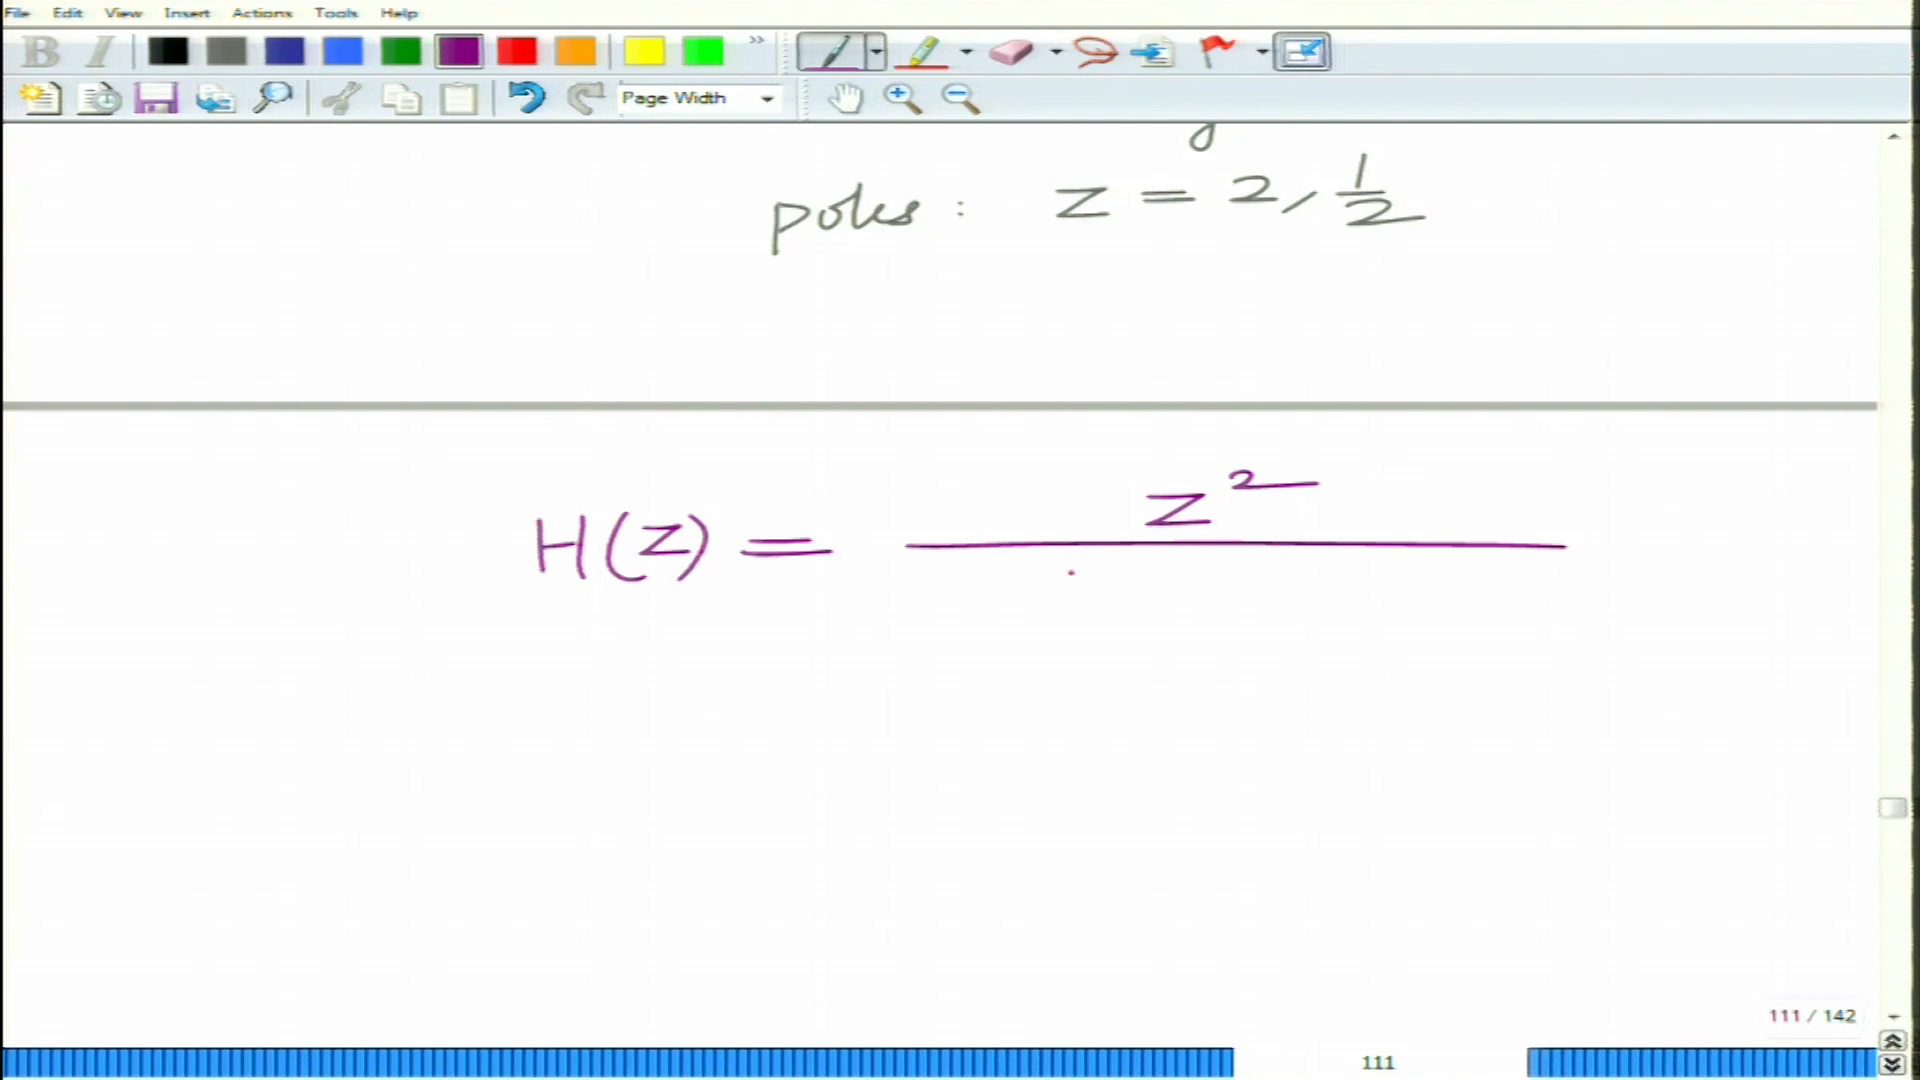 File Edit View Insert Actions Tools Help
B I
Page Width
poles : z = 2, 1/2
H(z) = z²
111 / 142
111